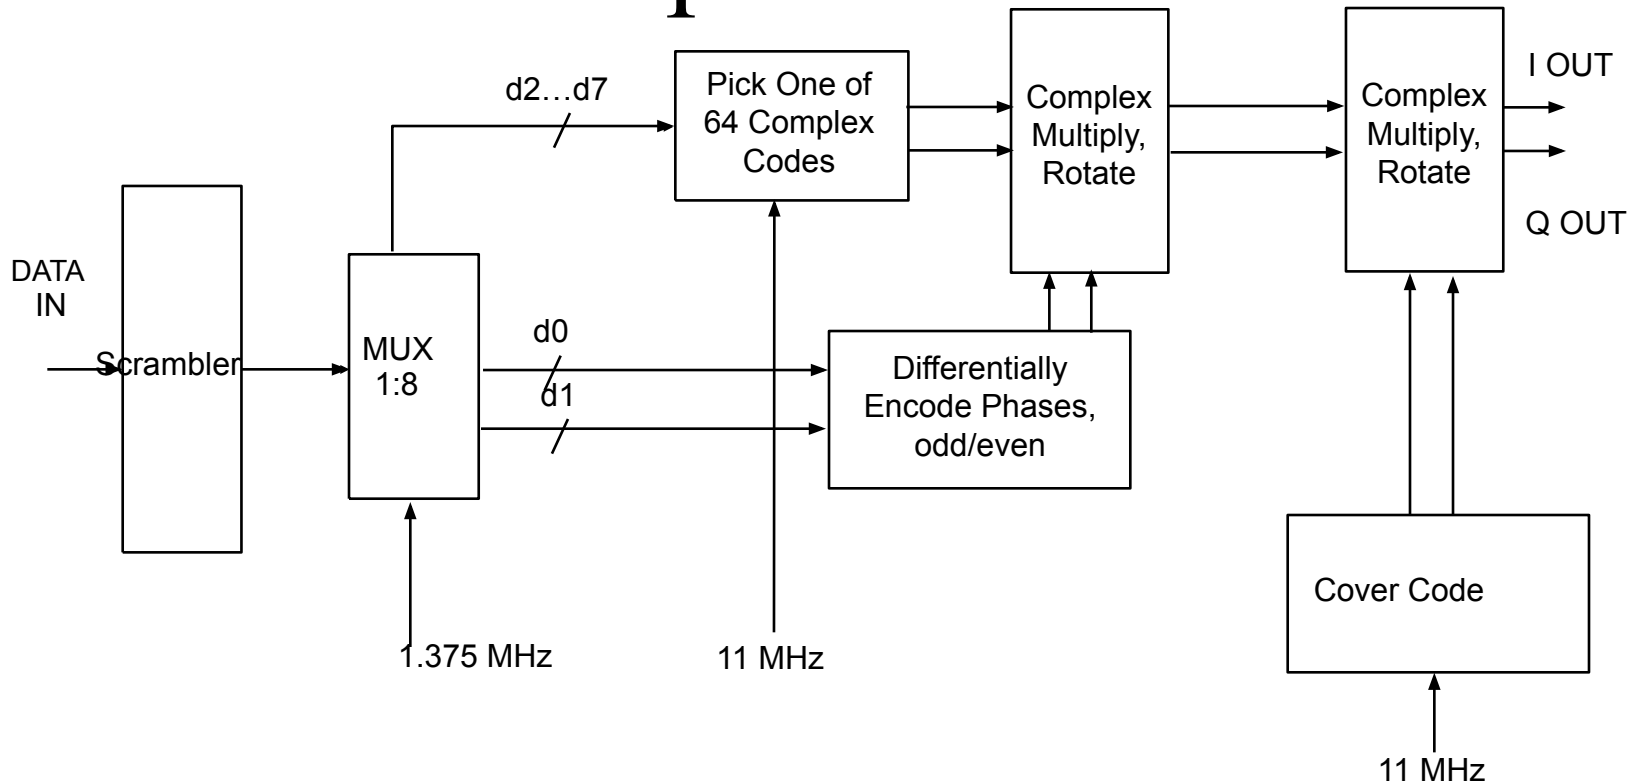 d2…d7
Pick One of
64 Complex
Codes
Complex
Multiply,
Rotate
Complex
Multiply,
Rotate
I OUT
Q OUT
DATA
IN
Scrambler
MUX
1:8
d0
d1
Differentially
Encode Phases,
odd/even
Cover Code
1.375 MHz
11 MHz
11 MHz